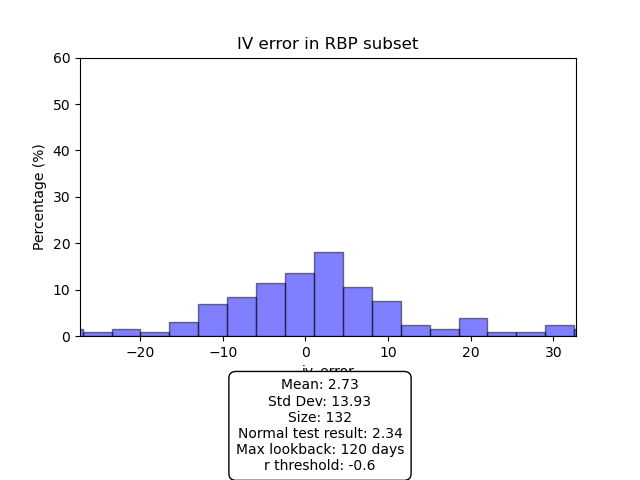 IV error in RBP subset
Percentage (%)
60
50
40
30
20
10
0
−20 −10 0 10 20 30
iv_error
Mean: 2.73
Std Dev: 13.93
Size: 132
Normal test result: 2.34
Max lookback: 120 days
r threshold: -0.6